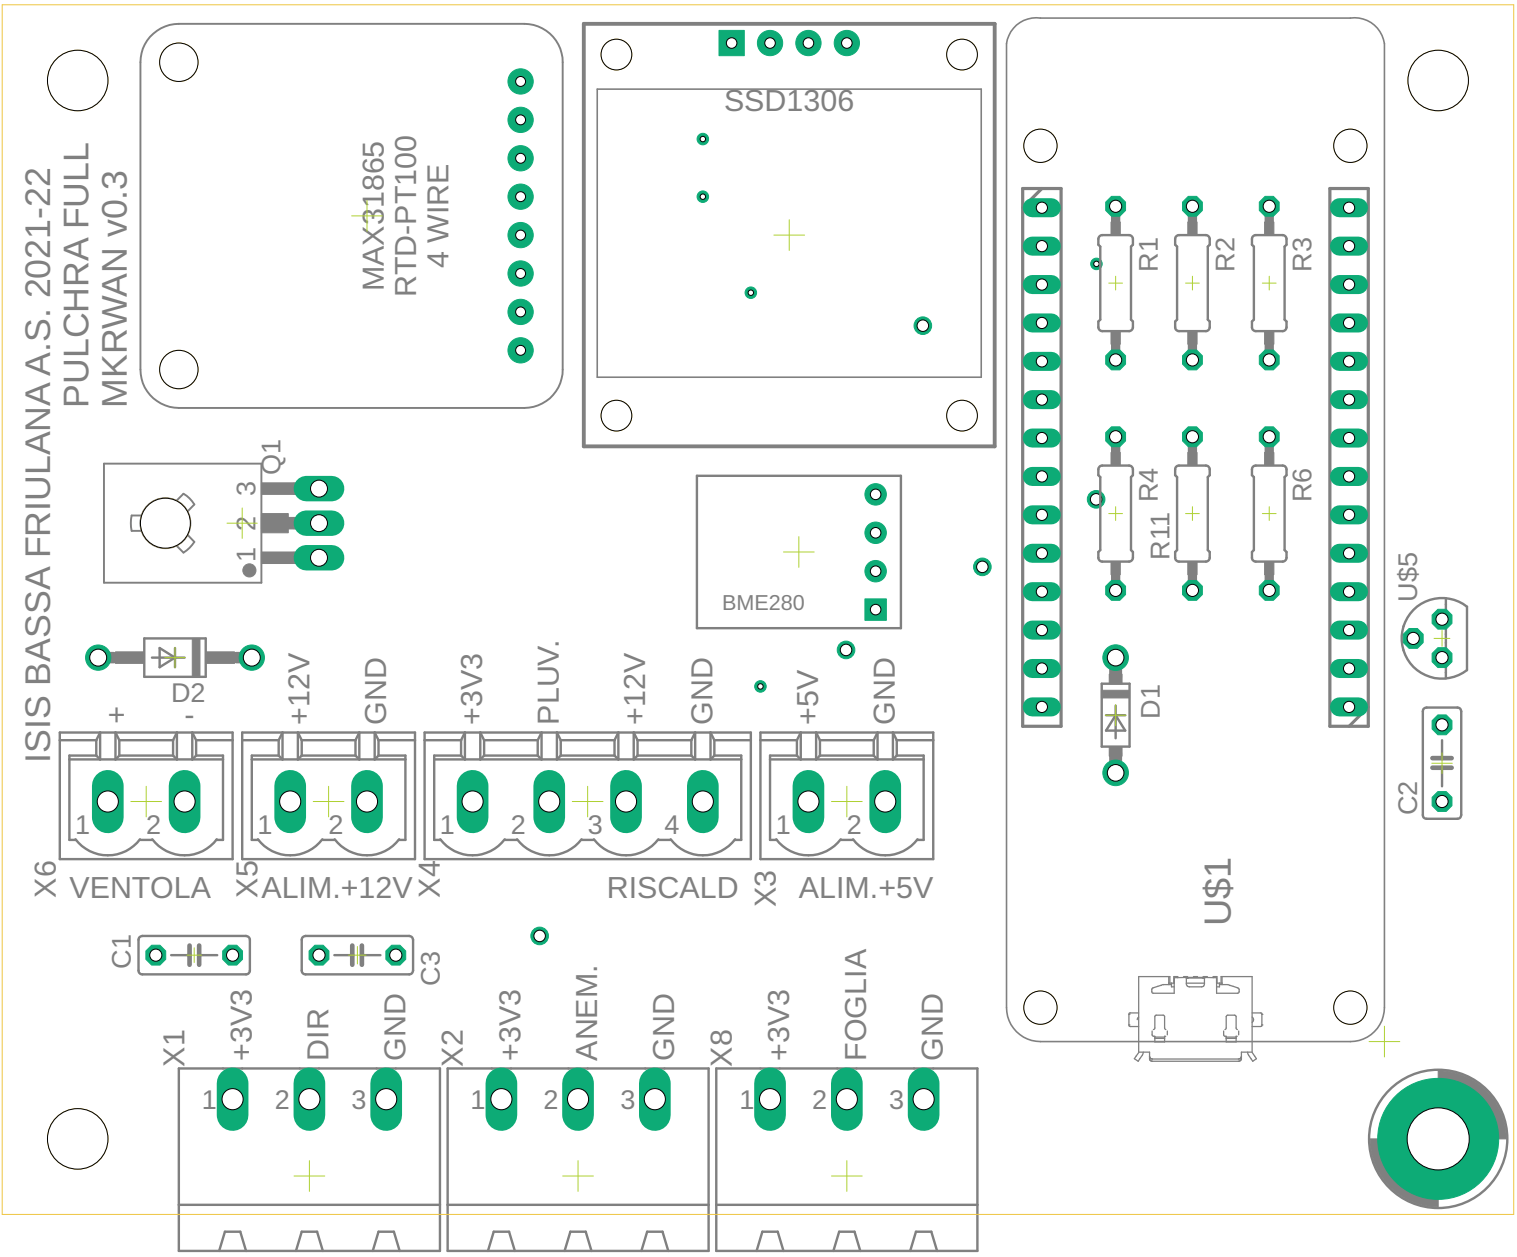 ISIS BASSA FRIULANA A.S. 2021-22
PULCHRA FULL
MKRWAN v0.3
MAX31865
RTD-PT100
4 WIRE
SSD1306
R1
R2
R3
R4
R11
R6
Q1
3
2
1
BME280
U$5
D2
D1
C2
+
-
+12V
GND
+3V3
PLUV.
+12V
GND
+5V
GND
1
2
1
2
1
2
3
4
1
2
X6
VENTOLA
X5
ALIM.+12V
X4
RISCALD
X3
ALIM.+5V
U$1
C1
C3
X1
+3V3
DIR
GND
X2
+3V3
ANEM.
GND
X8
+3V3
FOGLIA
GND
1
2
3
1
2
3
1
2
3